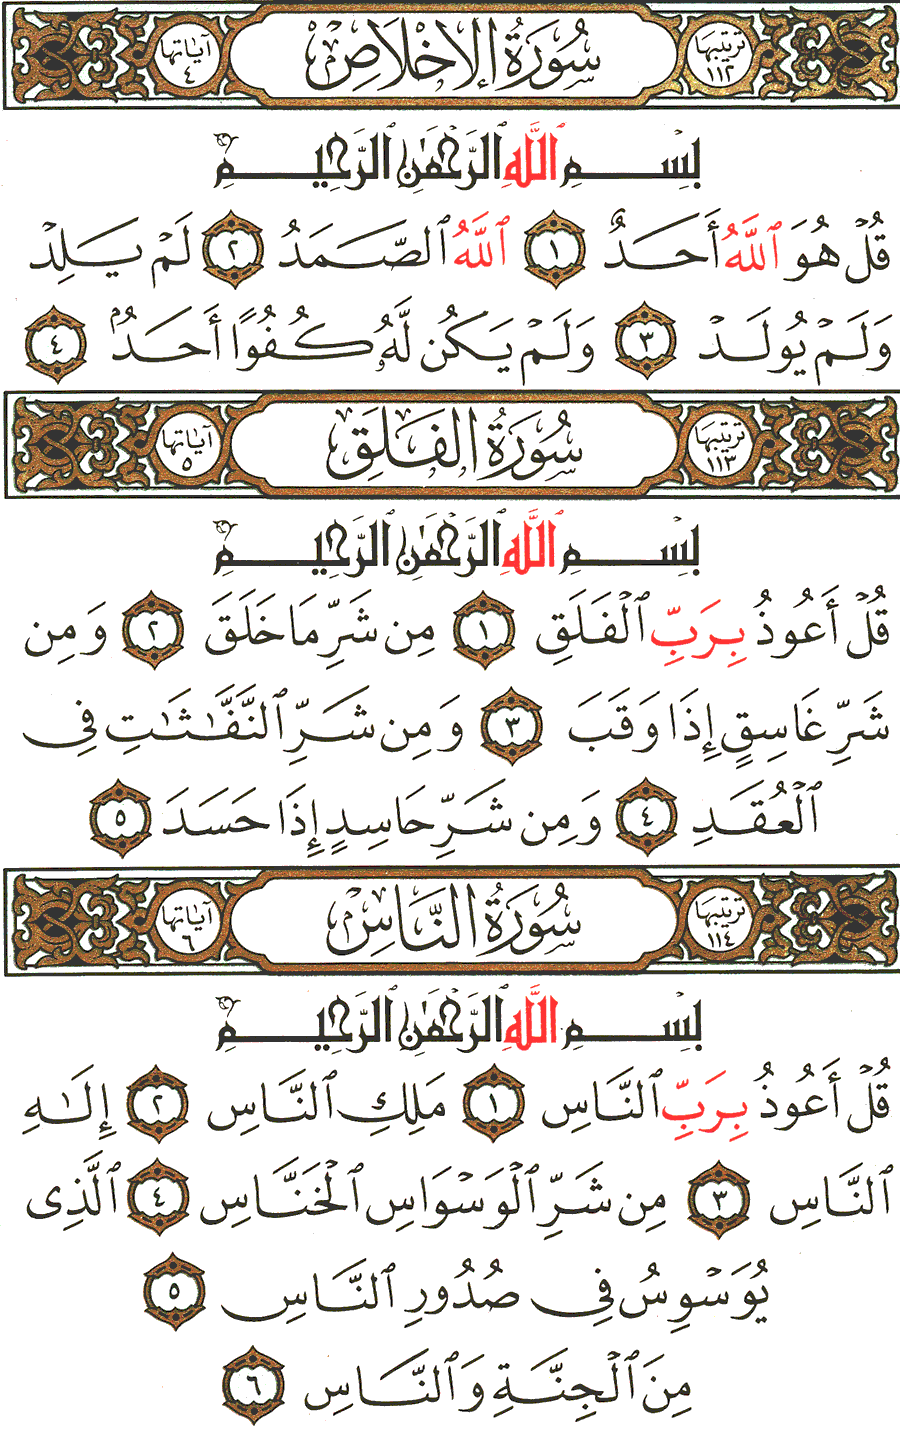 ترتيبها ١١٢ سُورَةُ الإخلاص آياتها ٤
بِسْمِ ٱللَّهِ ٱلرَّحْمَٰنِ ٱلرَّحِيمِ
قُلْ هُوَ ٱللَّهُ أَحَدٌ ١ ٱللَّهُ ٱلصَّمَدُ ٢ لَمْ يَلِدْ
وَلَمْ يُولَدْ ٣ وَلَمْ يَكُن لَّهُۥ كُفُوًا أَحَدٌۢ ٤
ترتيبها ١١٣ سُورَةُ الفَلَقِ آياتها ٥
بِسْمِ ٱللَّهِ ٱلرَّحْمَٰنِ ٱلرَّحِيمِ
قُلْ أَعُوذُ بِرَبِّ ٱلْفَلَقِ ١ مِن شَرِّ مَا خَلَقَ ٢ وَمِن
شَرِّ غَاسِقٍ إِذَا وَقَبَ ٣ وَمِن شَرِّ ٱلنَّفَّٰثَٰتِ فِى
ٱلْعُقَدِ ٤ وَمِن شَرِّ حَاسِدٍ إِذَا حَسَدَ ٥
ترتيبها ١١٤ سُورَةُ النَّاسِ آياتها ٦
بِسْمِ ٱللَّهِ ٱلرَّحْمَٰنِ ٱلرَّحِيمِ
قُلْ أَعُوذُ بِرَبِّ ٱلنَّاسِ ١ مَلِكِ ٱلنَّاسِ ٢ إِلَٰهِ
ٱلنَّاسِ ٣ مِن شَرِّ ٱلْوَسْوَاسِ ٱلْخَنَّاسِ ٤ ٱلَّذِى
يُوَسْوِسُ فِى صُدُورِ ٱلنَّاسِ ٥
مِنَ ٱلْجِنَّةِ وَٱلنَّاسِ ٦